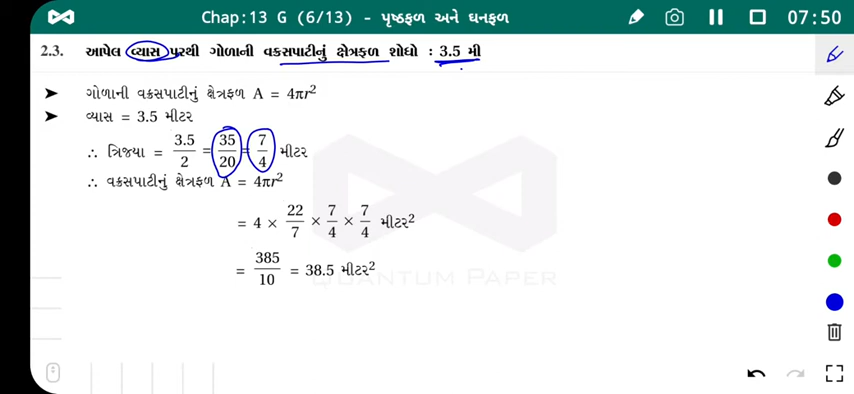 Chap:13 G (6/13) - પૃષ્ઠફળ અને ઘનફળ 07:50
2.3. આપેલ વ્યાસ પરથી ગોળાની વક્રસપાટીનું ક્ષેત્રફળ શોધો : 3.5 મી
➤ ગોળાની વક્રસપાટીનું ક્ષેત્રફળ A = 4πr²
➤ વ્યાસ = 3.5 મીટર
∴ ત્રિજયા = 3.5/2 = 35/20 = 7/4 મીટર
∴ વક્રસપાટીનું ક્ષેત્રફળ A = 4πr²
= 4 × 22/7 × 7/4 × 7/4 મીટર²
= 385/10 = 38.5 મીટર²
QUANTUM PAPER